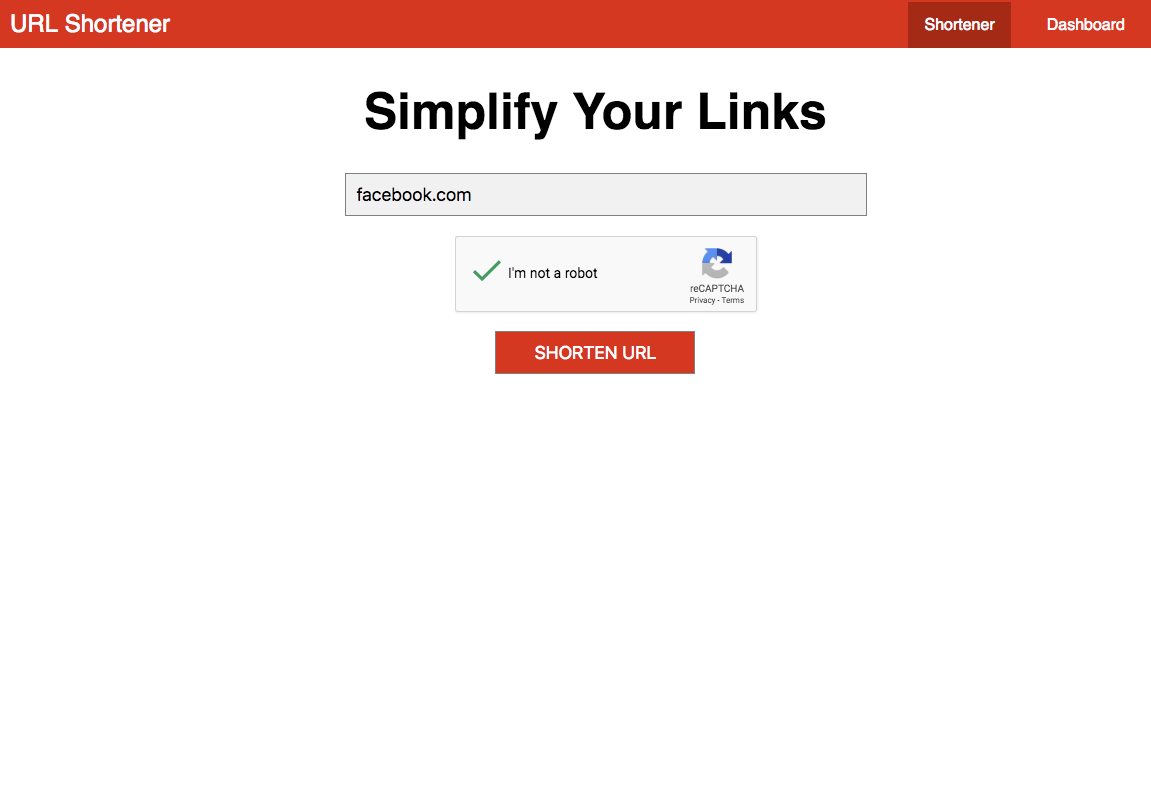 URL Shortener
Shortener
Dashboard
Simplify Your Links
facebook.com
I'm not a robot
reCAPTCHA
Privacy - Terms
SHORTEN URL